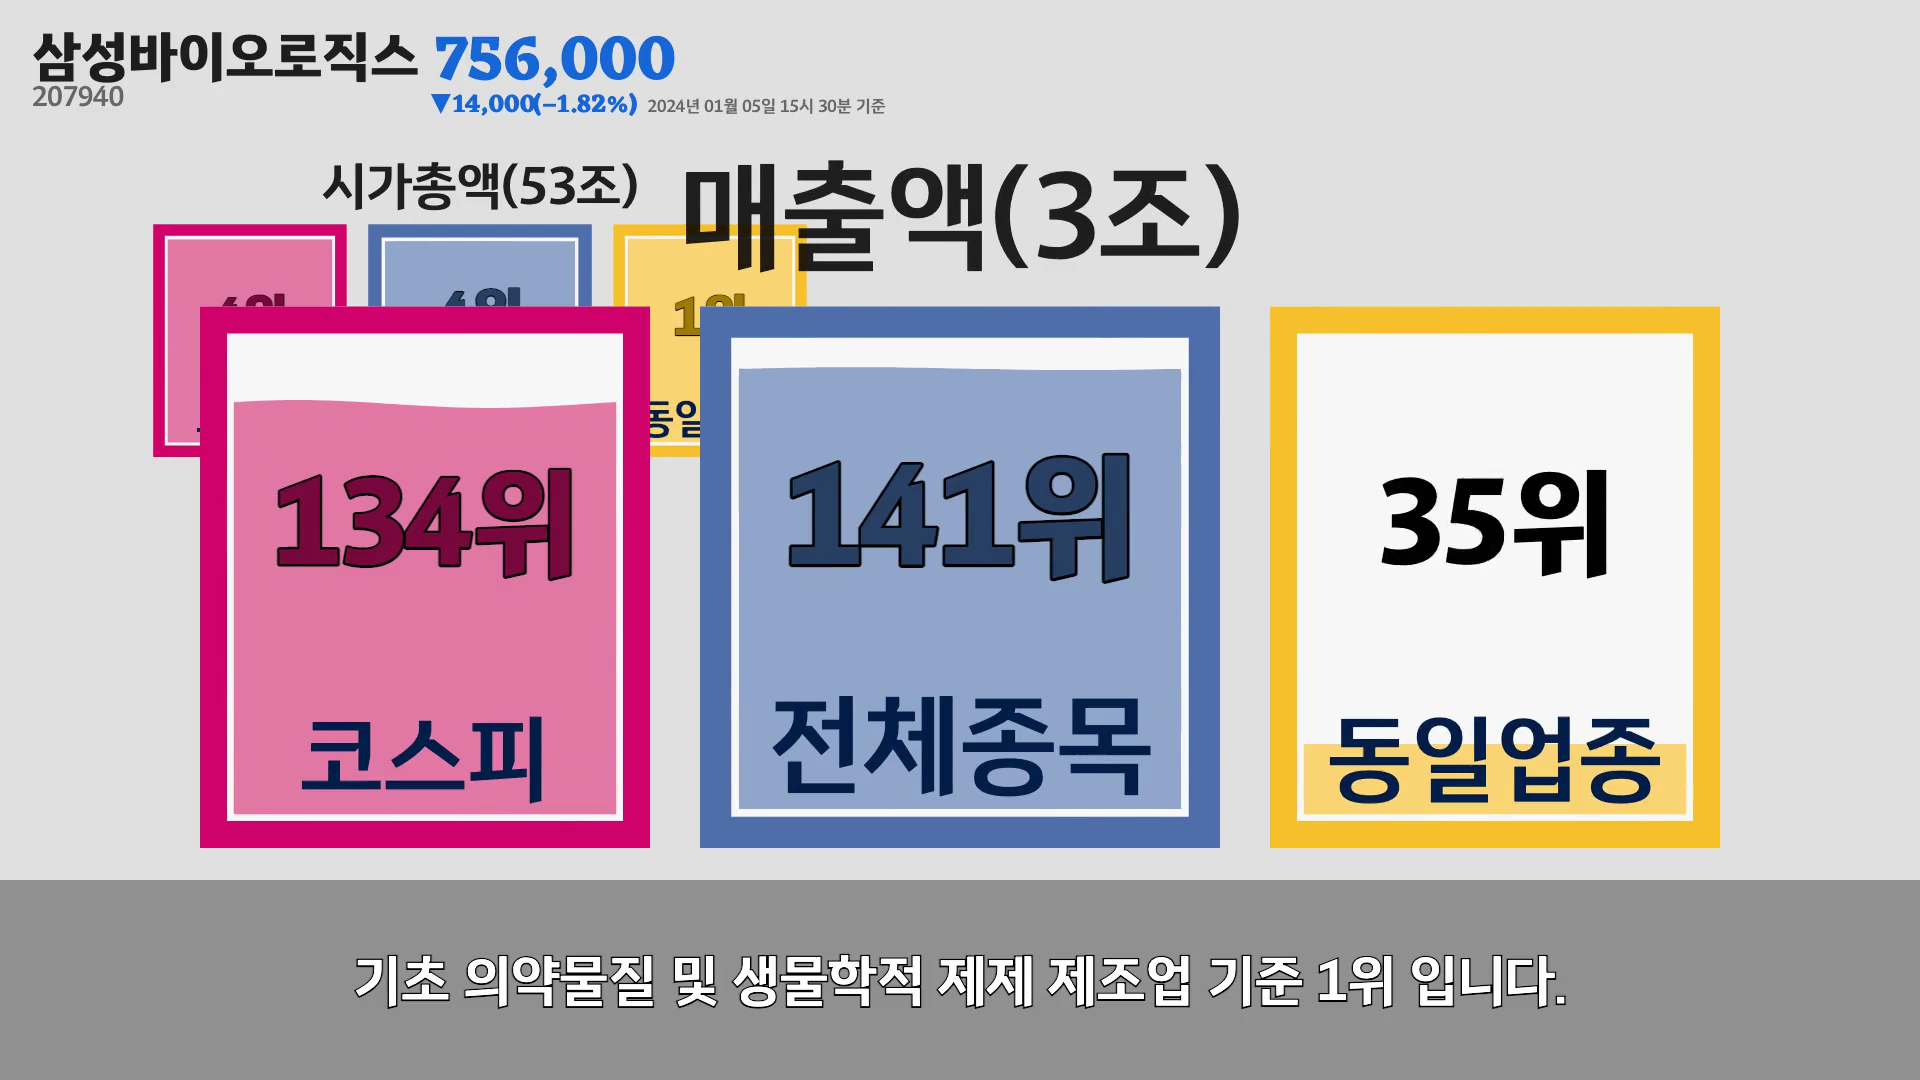 삼성바이오로직스 756,000
207940
▼14,000(-1.82%) 2024년 01월 05일 15시 30분 기준
시가총액(53조)
매출액(3조)
134위
141위
35위
코스피
전체종목
동일업종
기초 의약물질 및 생물학적 제제 제조업 기준 1위 입니다.